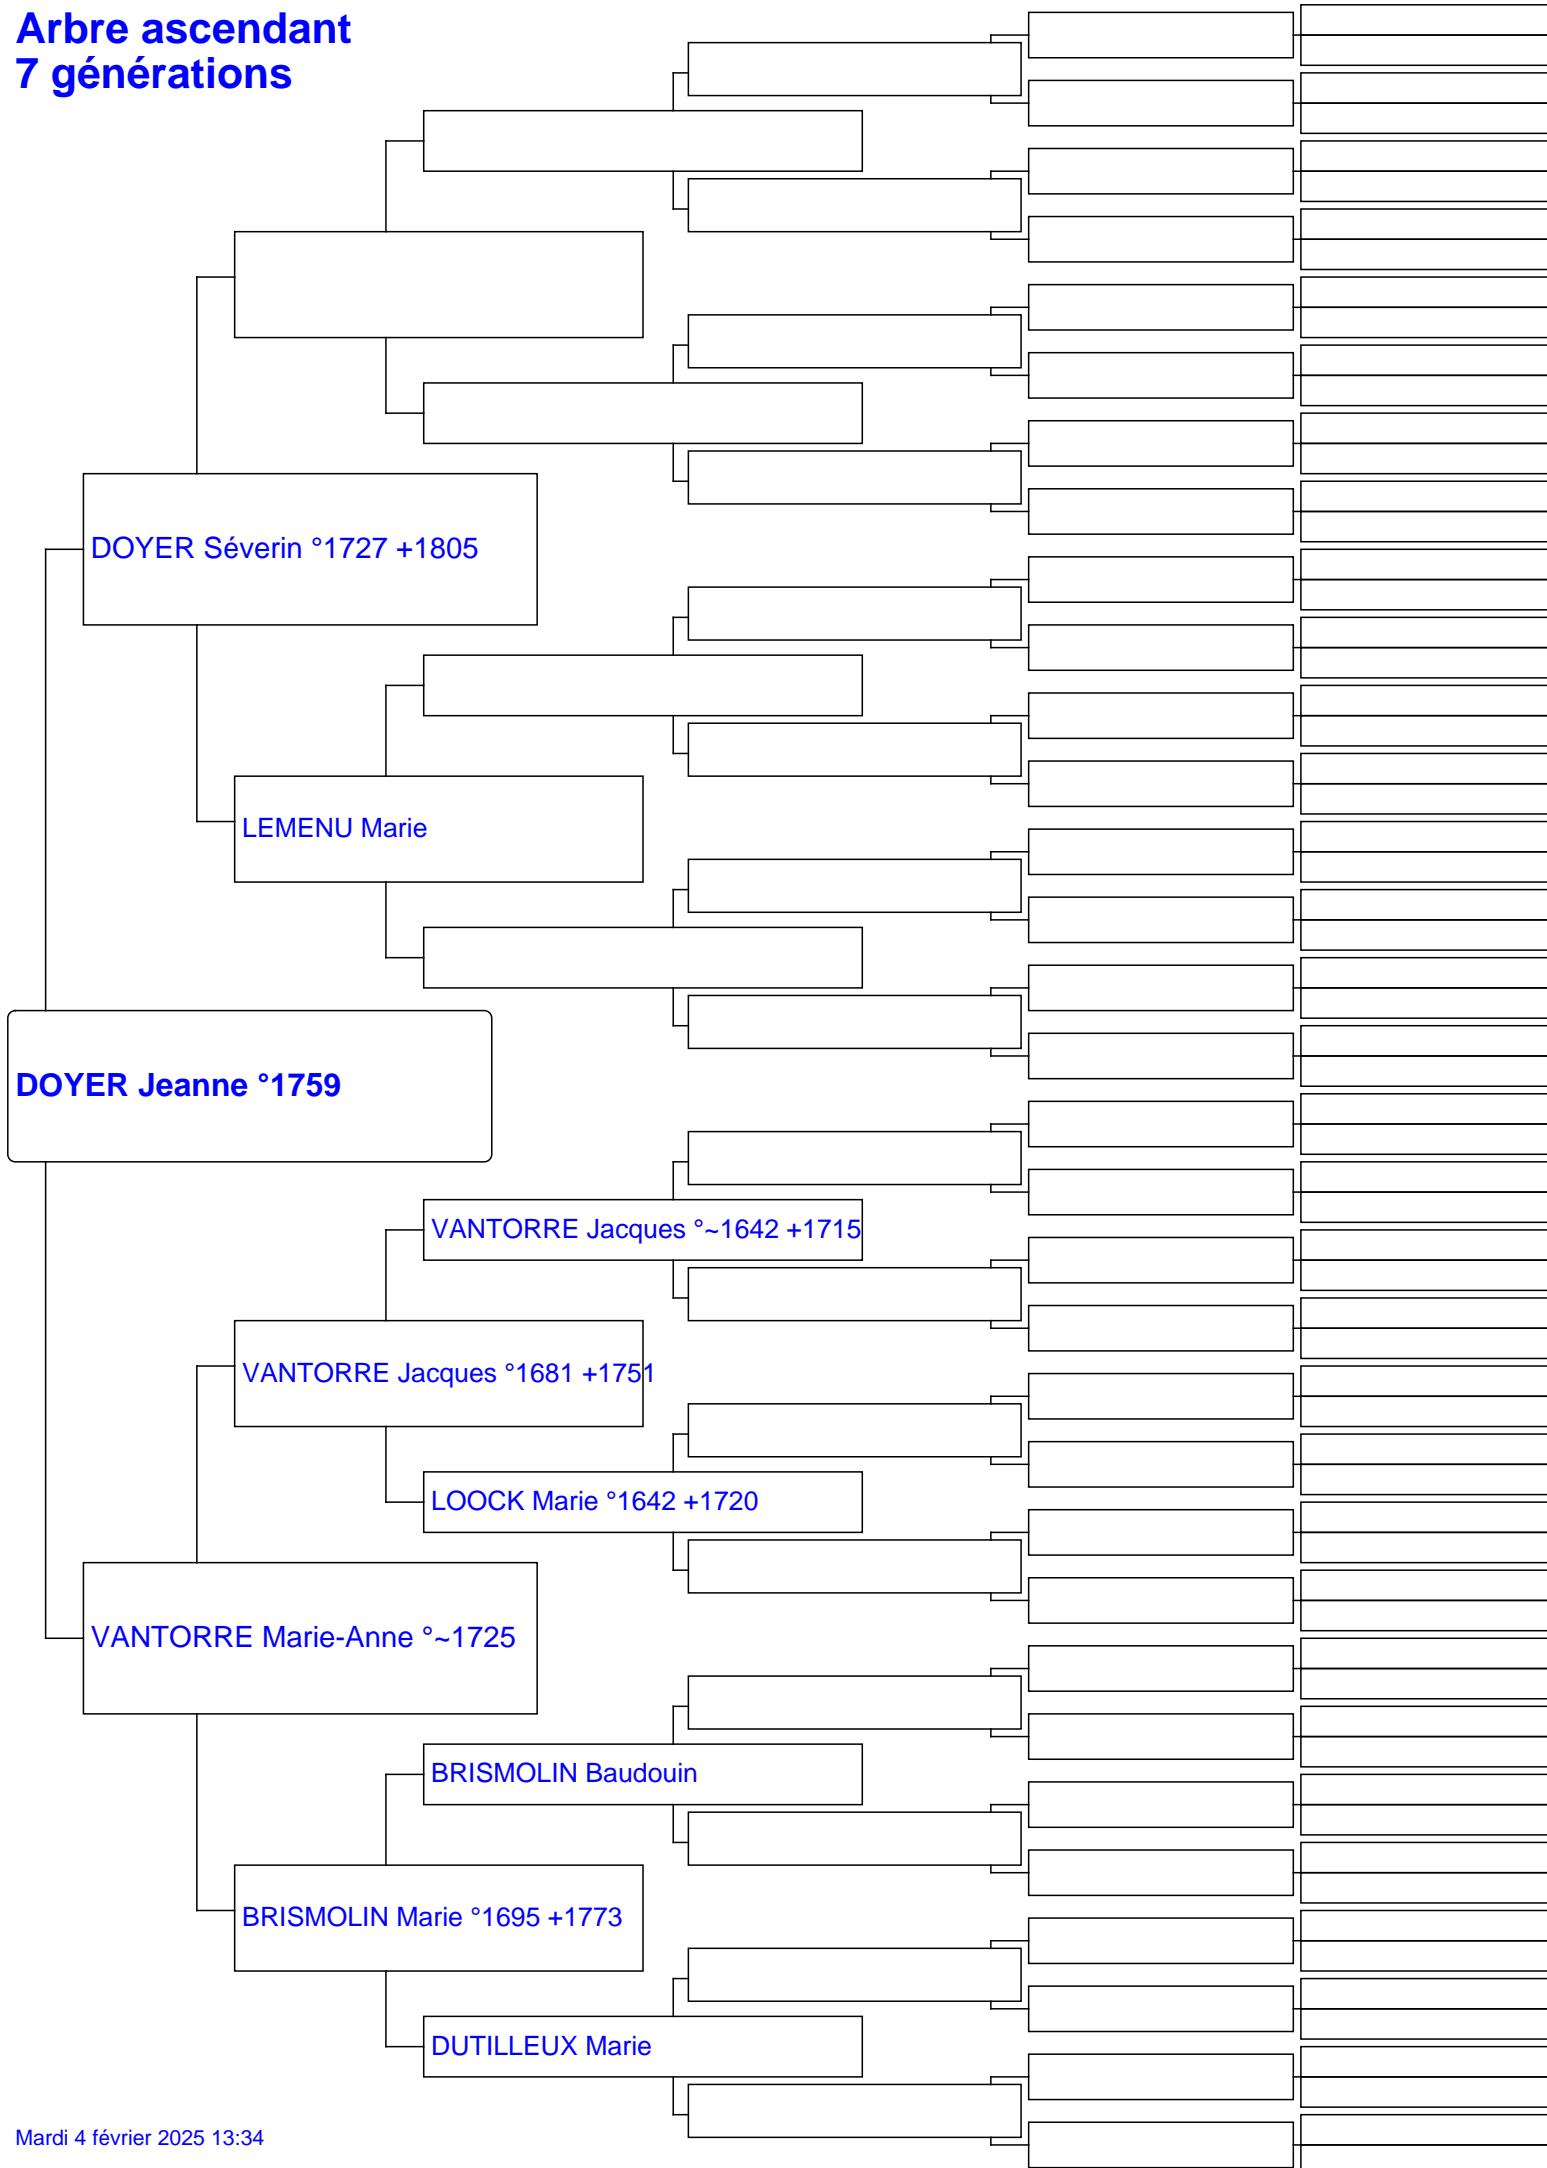 Arbre ascendant
7 générations
DOYER Séverin °1727 +1805
LEMENU Marie
DOYER Jeanne °1759
VANTORRE Jacques °~1642 +1715
VANTORRE Jacques °1681 +1751
LOOCK Marie °1642 +1720
VANTORRE Marie-Anne °~1725
BRISMOLIN Baudouin
BRISMOLIN Marie °1695 +1773
DUTILLEUX Marie
Mardi 4 février 2025 13:34